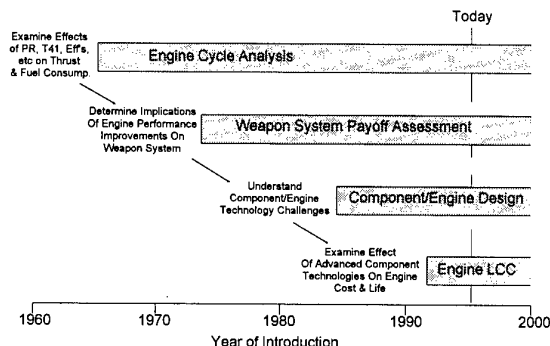 Today
Examine Effects
of PR, T41, Eff's,
etc on Thrust
& Fuel Consump.
Engine Cycle Analysis
Determine Implications
Of Engine Performance
Improvements On
Weapon System
Weapon System Payoff Assessment
Understand
Component/Engine
Technology Challenges
Component/Engine Design
Examine Effect
Of Advanced Component
Technologies On Engine
Cost & Life
Engine LCC
1960 1970 1980 1990 2000
Year of Introduction